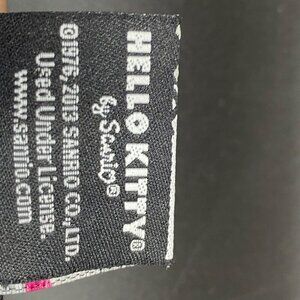 HELLO KITTY®
by Sanrio®
©1976, 2013 SANRIO CO., LTD.
Used Under License.
www.sanrio.com